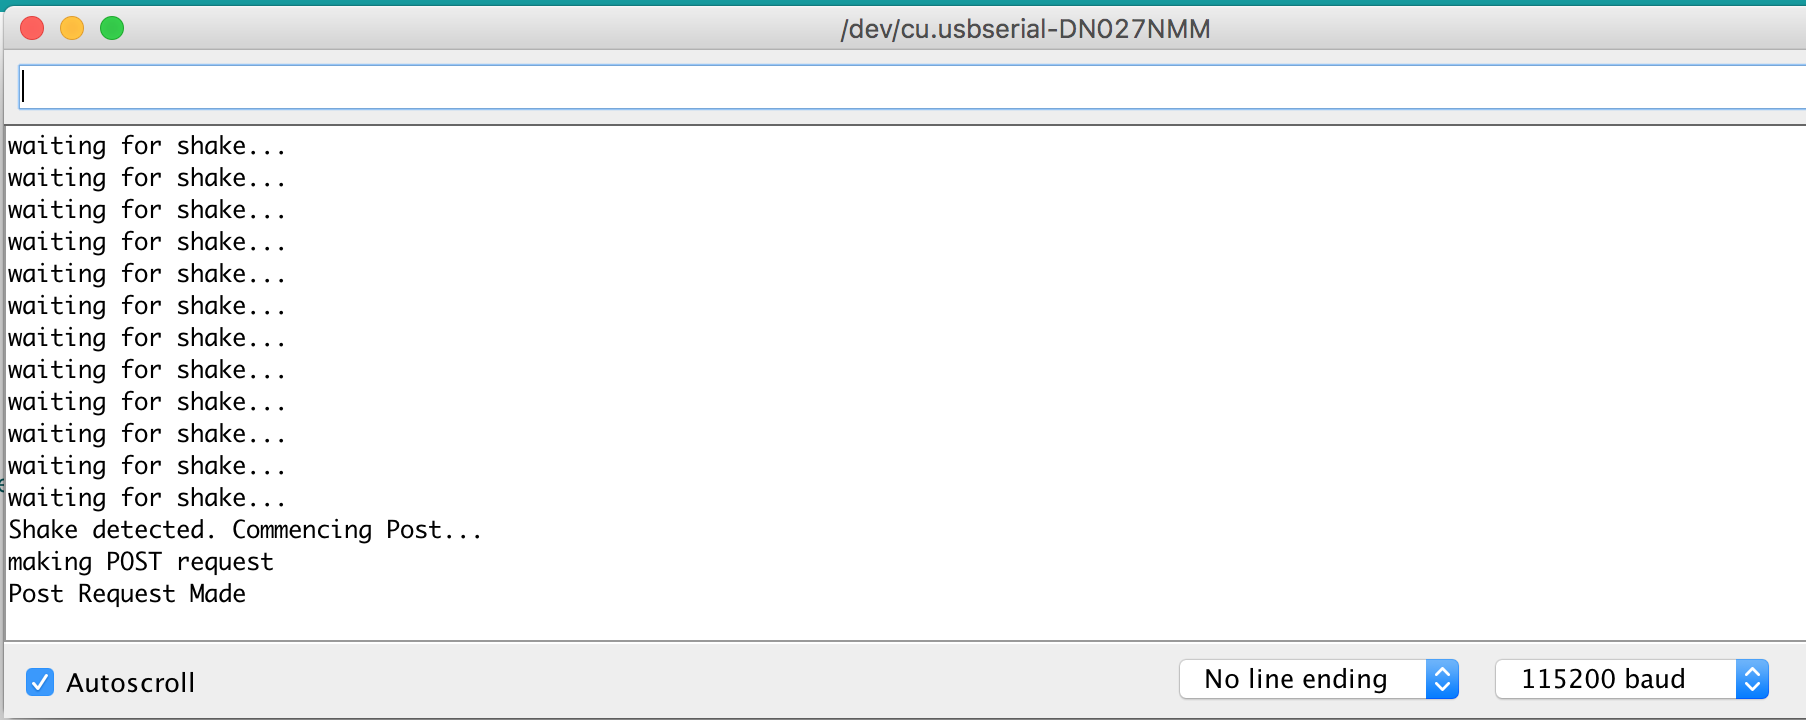 /dev/cu.usbserial-DN027NMM
waiting for shake...
waiting for shake...
waiting for shake...
waiting for shake...
waiting for shake...
waiting for shake...
waiting for shake...
waiting for shake...
waiting for shake...
waiting for shake...
waiting for shake...
waiting for shake...
Shake detected. Commencing Post...
making POST request
Post Request Made
Autoscroll
No line ending
115200 baud